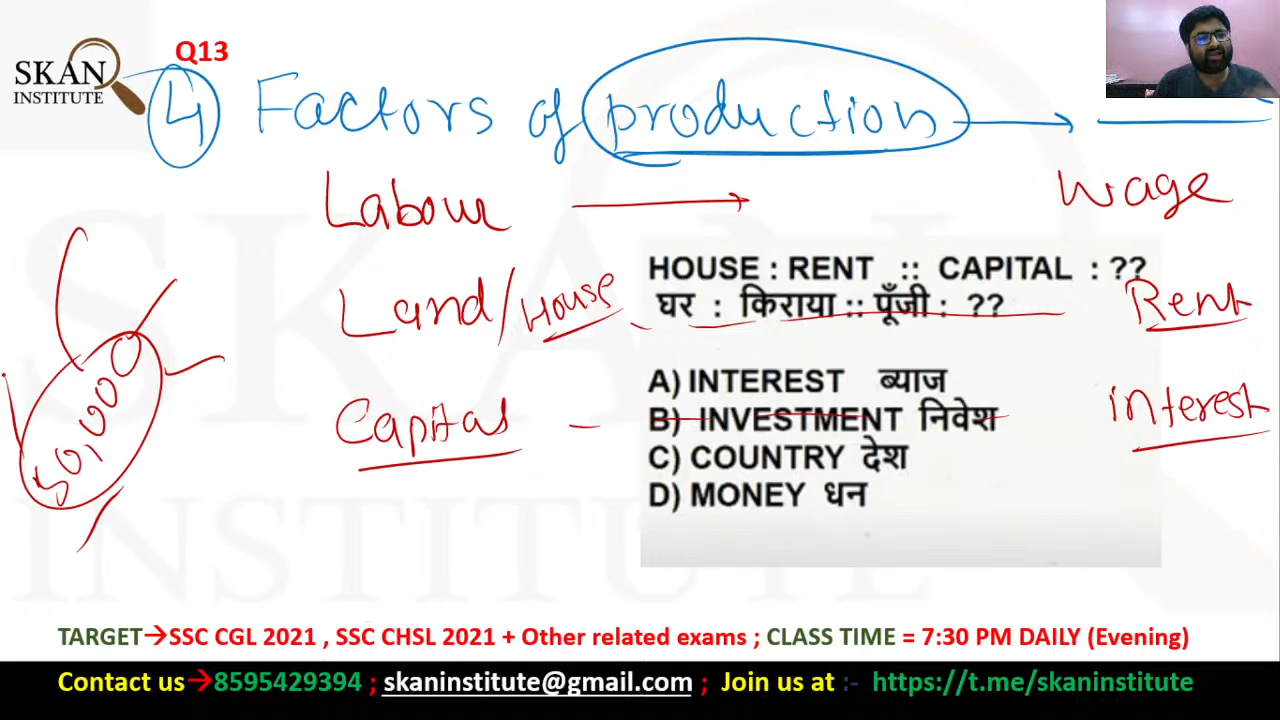 Q13
SKAN
INSTITUTE
4 Factors of production
Labour
wage
HOUSE : RENT :: CAPITAL : ??
घर : किराया :: पूँजी : ??
Land/House
Rent
A) INTEREST ब्याज
B) INVESTMENT निवेश
Capital
interest
C) COUNTRY देश
D) MONEY धन
50,000
TARGET→SSC CGL 2021 , SSC CHSL 2021 + Other related exams ; CLASS TIME = 7:30 PM DAILY (Evening)
Contact us→8595429394 ; skaninstitute@gmail.com ; Join us at :- https://t.me/skaninstitute